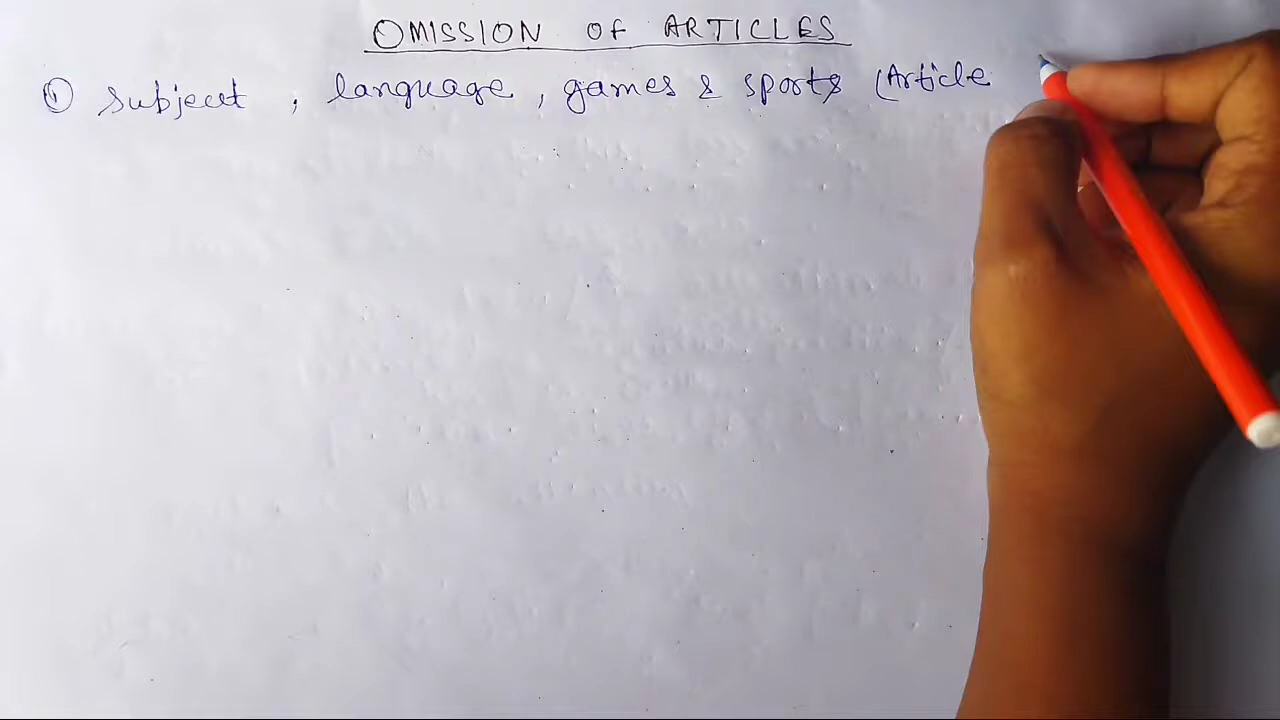 OMISSION OF ARTICLES
① Subject, language, games & sports (Article